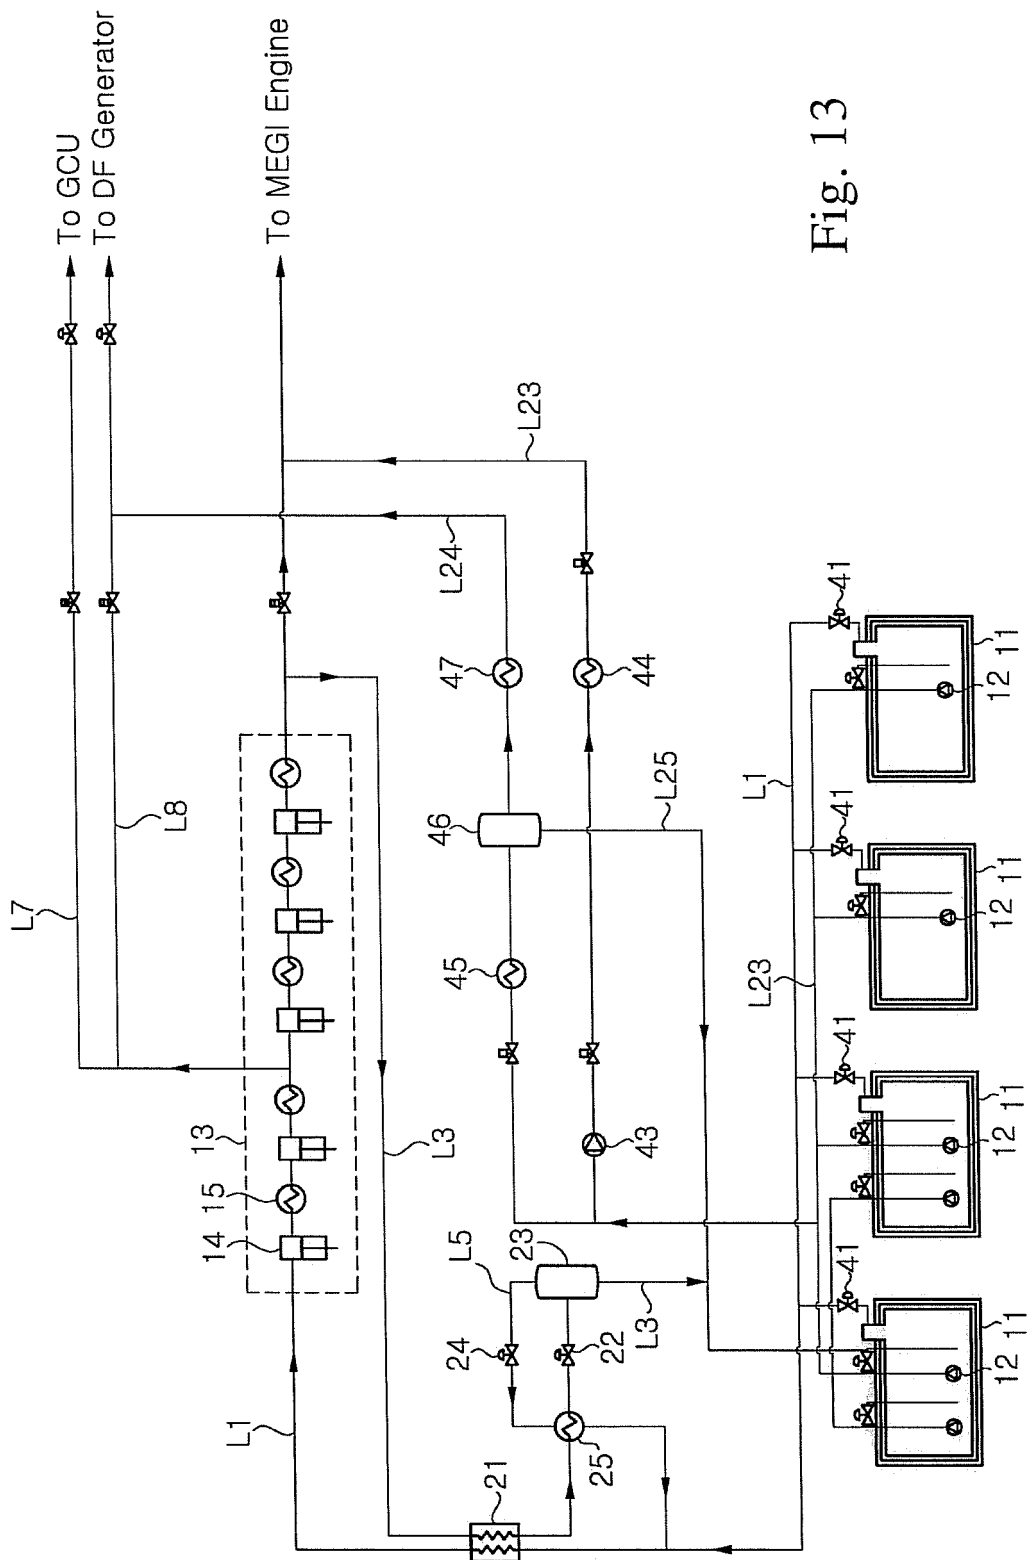 To GCU
To DF Generator
To MEGI Engine
Fig. 13
L7
L8
L23
L24
13
15
14
47
44
46
L25
45
43
L3
L5
23
24
22
L3
25
L1
21
L1
L23
41
41
41
41
11
11
11
11
12
12
12
12